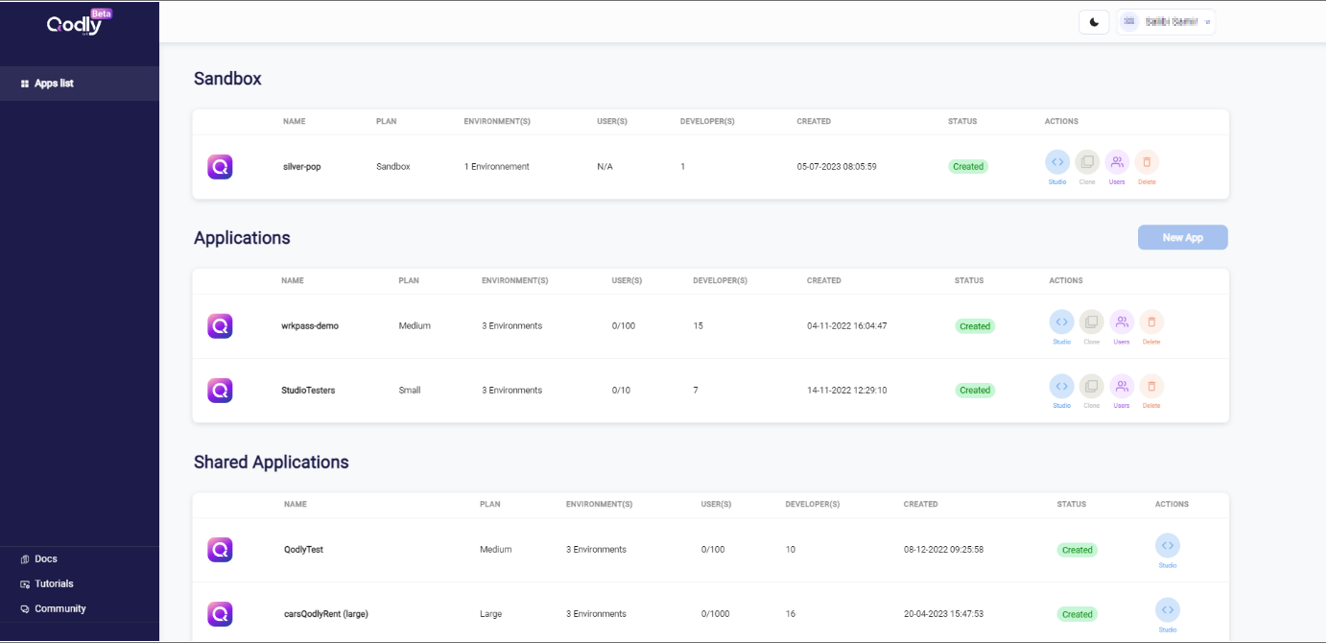 Qodly Beta
Apps list
Sandbox
NAME PLAN ENVIRONMENT(S) USER(S) DEVELOPER(S) CREATED STATUS ACTIONS
silver-pop Sandbox 1 Environnement N/A 1 05-07-2023 08:05:59 Created
Studio Clone Users Delete
Applications New App
NAME PLAN ENVIRONMENT(S) USER(S) DEVELOPER(S) CREATED STATUS ACTIONS
wrkpass-demo Medium 3 Environments 0/100 15 04-11-2022 16:04:47 Created
Studio Clone Users Delete
StudioTesters Small 3 Environments 0/10 7 14-11-2022 12:29:10 Created
Studio Clone Users Delete
Shared Applications
NAME PLAN ENVIRONMENT(S) USER(S) DEVELOPER(S) CREATED STATUS ACTIONS
QodlyTest Medium 3 Environments 0/100 10 08-12-2022 09:25:58 Created
Studio
carsQodlyRent (large) Large 3 Environments 0/1000 16 20-04-2023 15:47:53 Created
Studio
Docs
Tutorials
Community